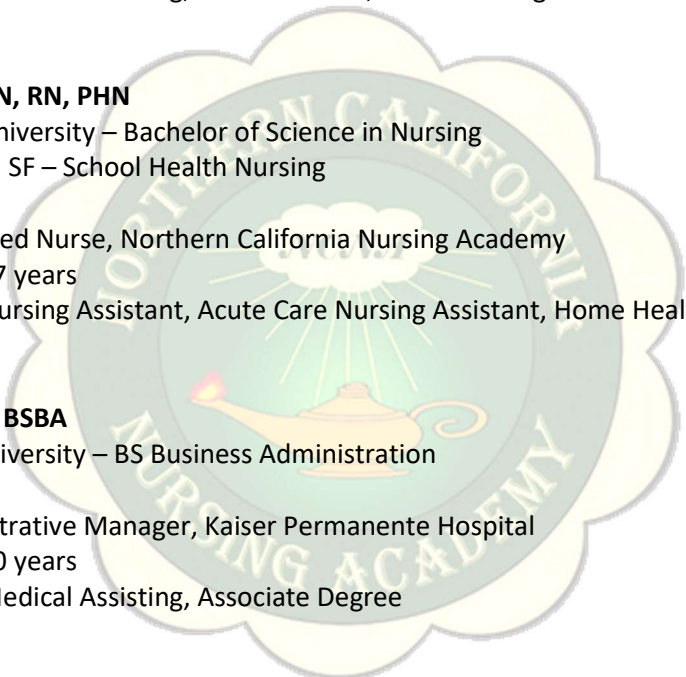 N, RN, PHN
niversity – Bachelor of Science in Nursing
SF – School Health Nursing
ed Nurse, Northern California Nursing Academy
7 years
ursing Assistant, Acute Care Nursing Assistant, Home Heal
BSBA
iversity – BS Business Administration
trative Manager, Kaiser Permanente Hospital
0 years
Medical Assisting, Associate Degree
NORTHERN CALIFORNIA
NCNA
NURSING ACADEMY